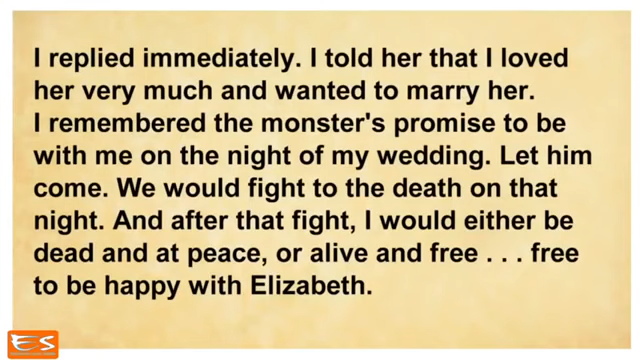 I replied immediately. I told her that I loved
her very much and wanted to marry her.
I remembered the monster's promise to be
with me on the night of my wedding. Let him
come. We would fight to the death on that
night. And after that fight, I would either be
dead and at peace, or alive and free . . . free
to be happy with Elizabeth.
ES